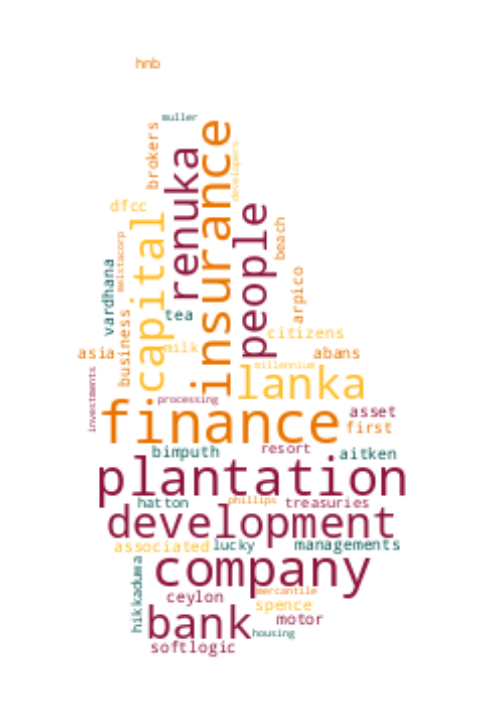 hnb
muller
brokers
insurance
developers
renuka
dfcc
people
capital
beach
melstacorp
vardhana
arpico
business
tea
citizens
asia
milk
abans
millennium
investments
lanka
processing
finance
asset
first
resort
bimputh
aitken
plantation
hatton
phillips
treasuries
development
associated
lucky
managements
company
hikkaduwa
mercantile
ceylon
spence
bank
motor
housing
softlogic